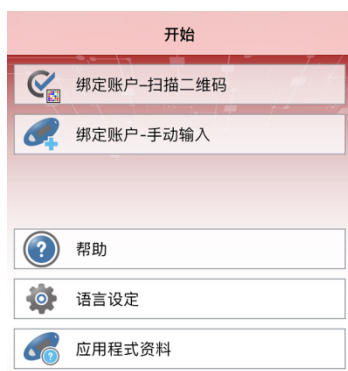 开始
绑定账户-扫描二维码
绑定账户-手动输入
帮助
语言设定
应用程式资料